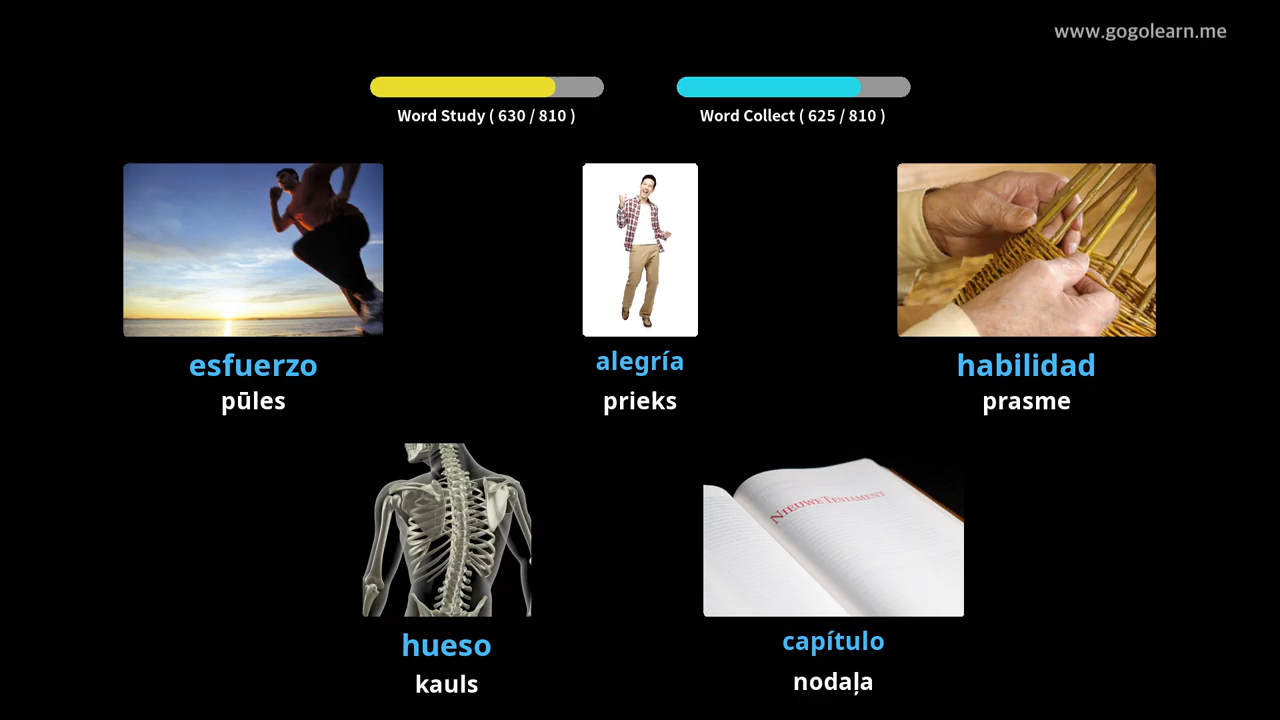 www.gogolearn.me
Word Study ( 630 / 810 )
Word Collect ( 625 / 810 )
esfuerzo
pūles
alegría
prieks
habilidad
prasme
NIEUWE TESTAMENT
hueso
kauls
capítulo
nodaļa